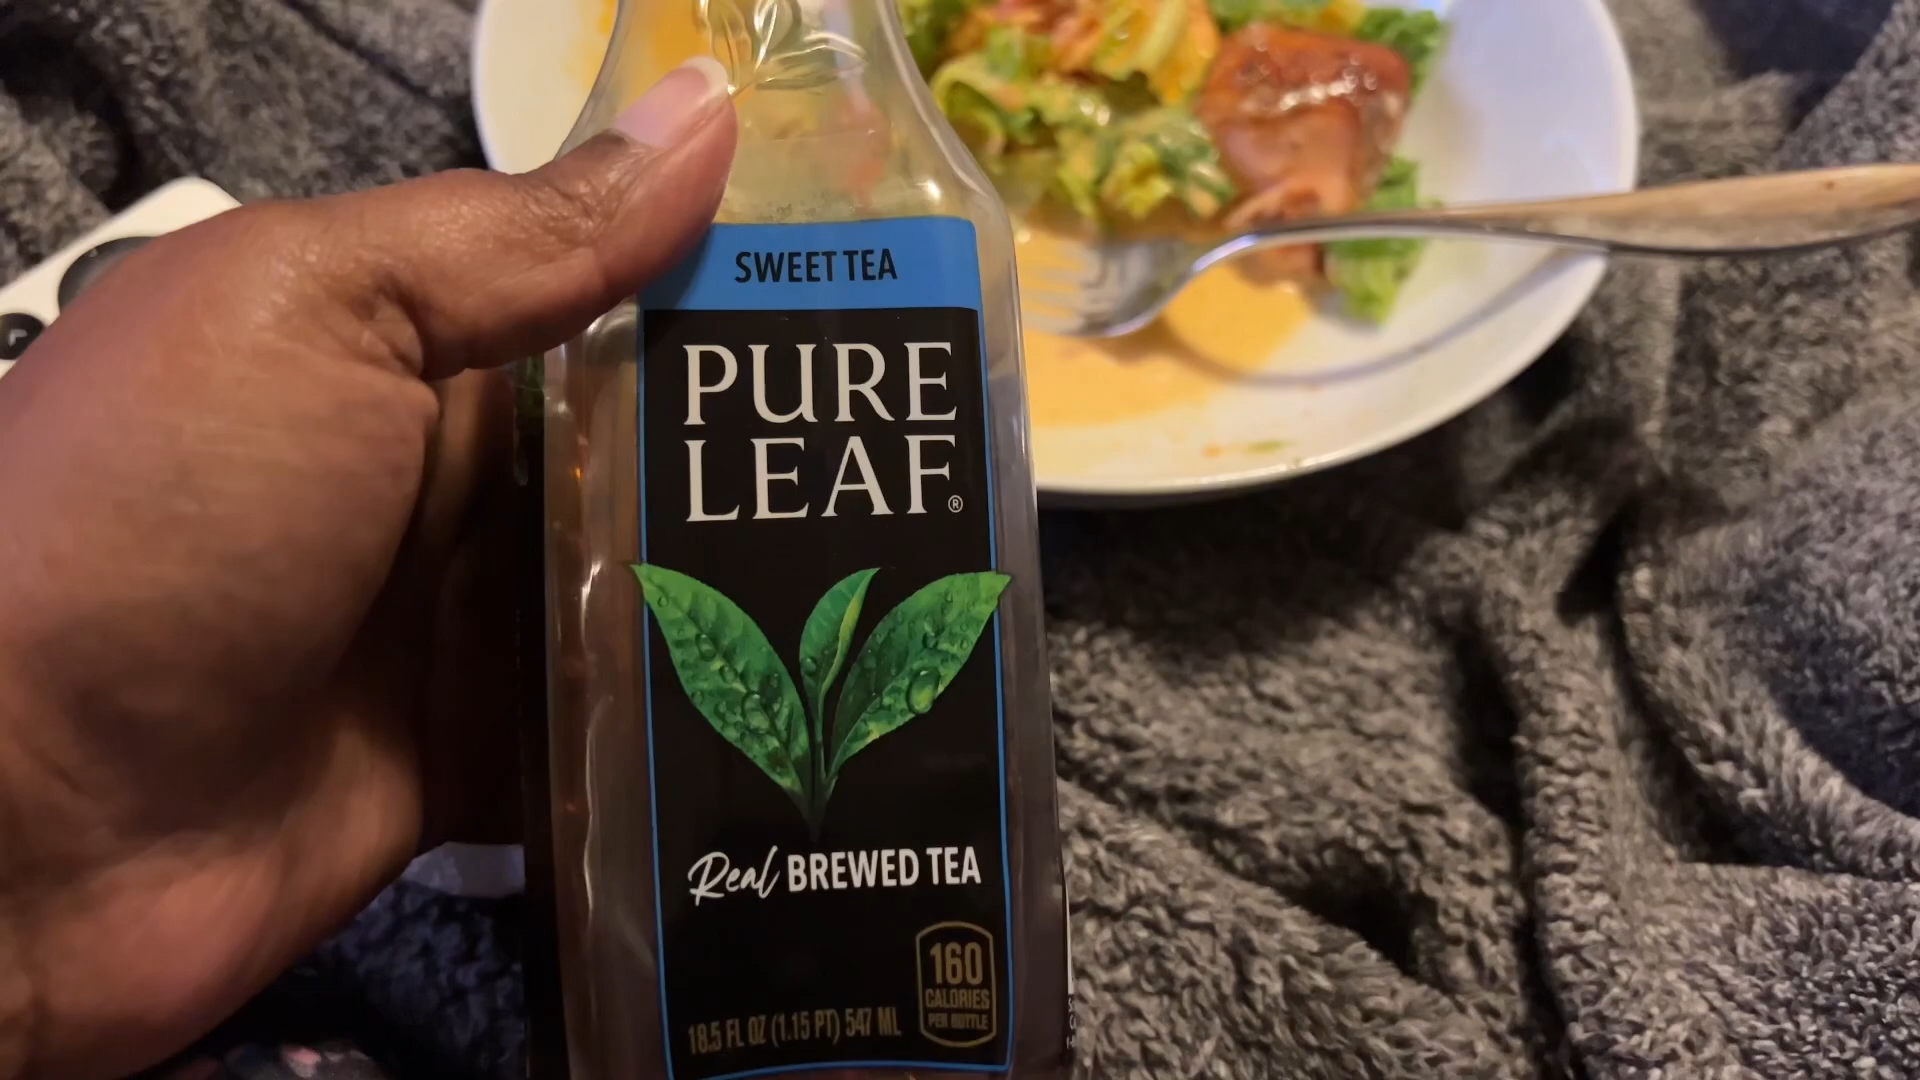 SWEET TEA
PURE
LEAF®
Real BREWED TEA
160
CALORIES
PER BOTTLE
18.5 FL OZ (1.15 PT) 547 ML